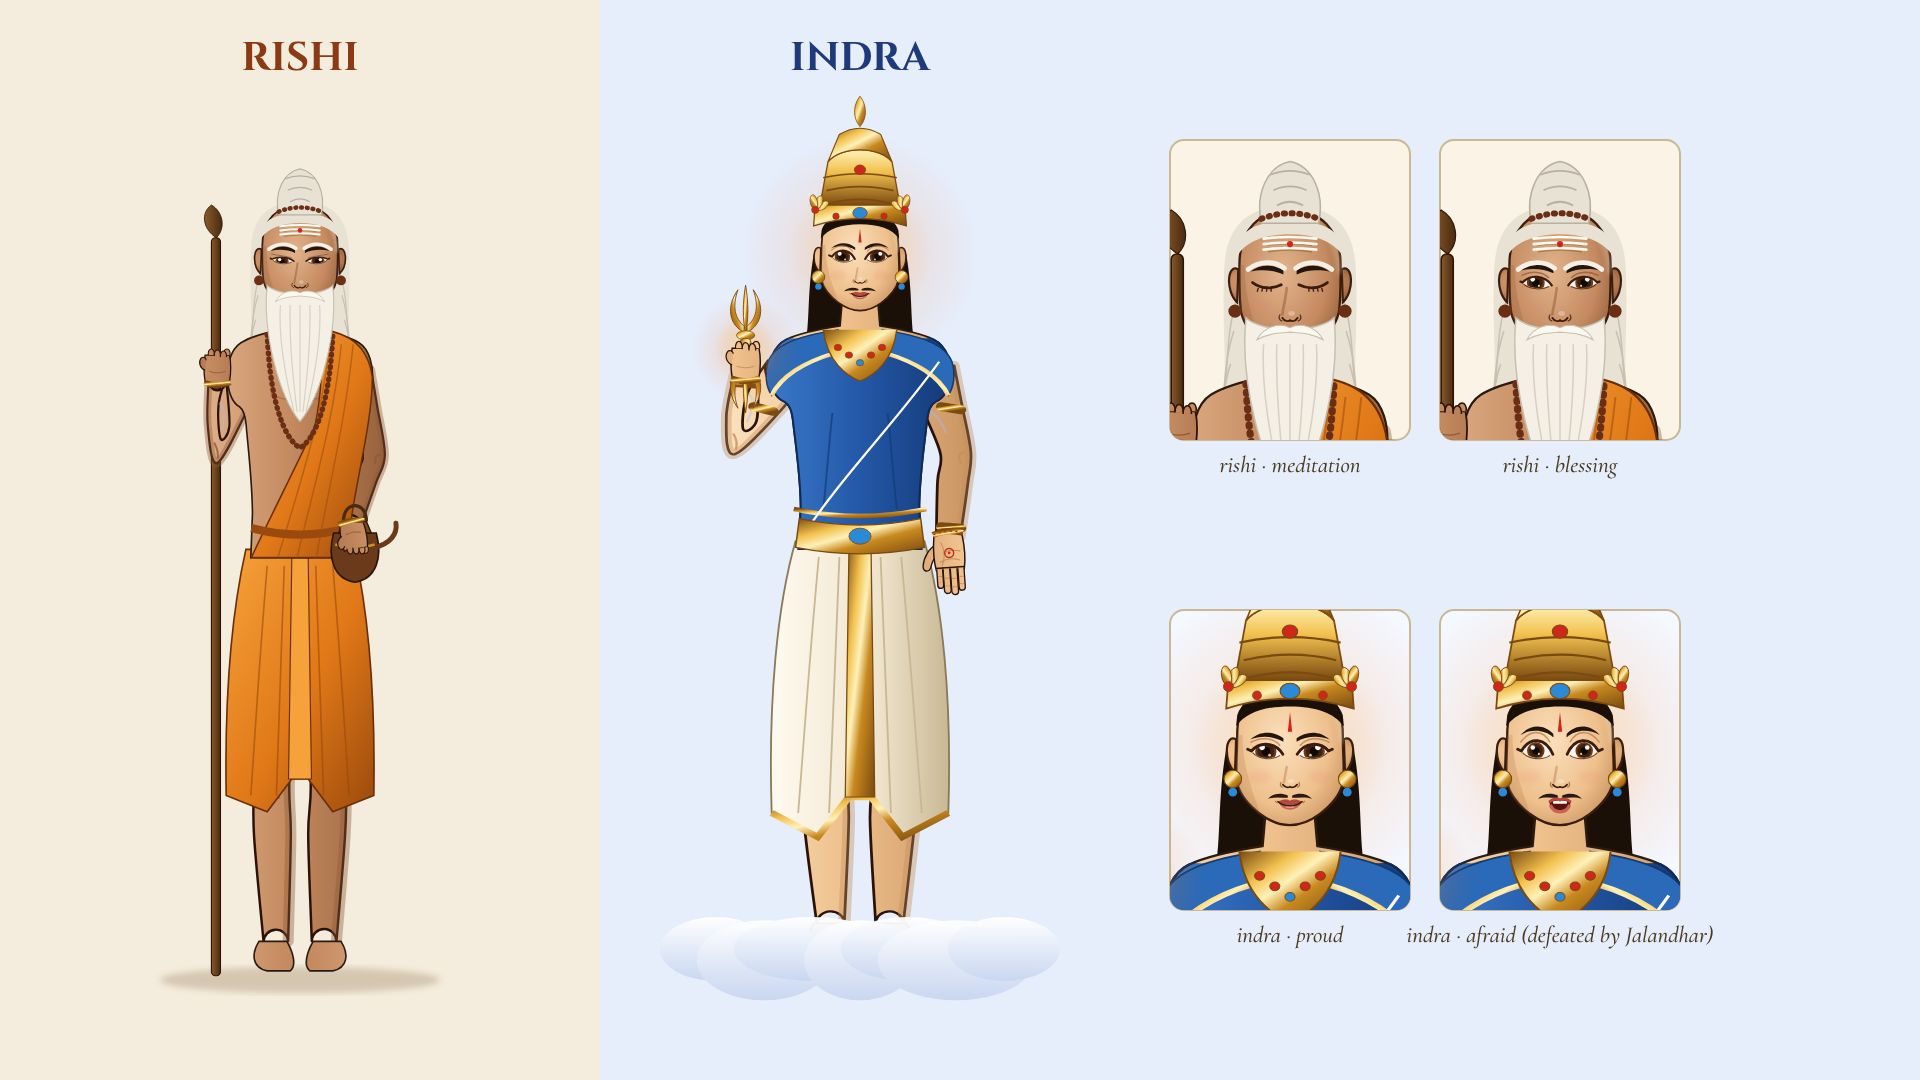 RISHI
INDRA
rishi · meditation
rishi · blessing
indra · proud
indra · afraid (defeated by Jalandhar)